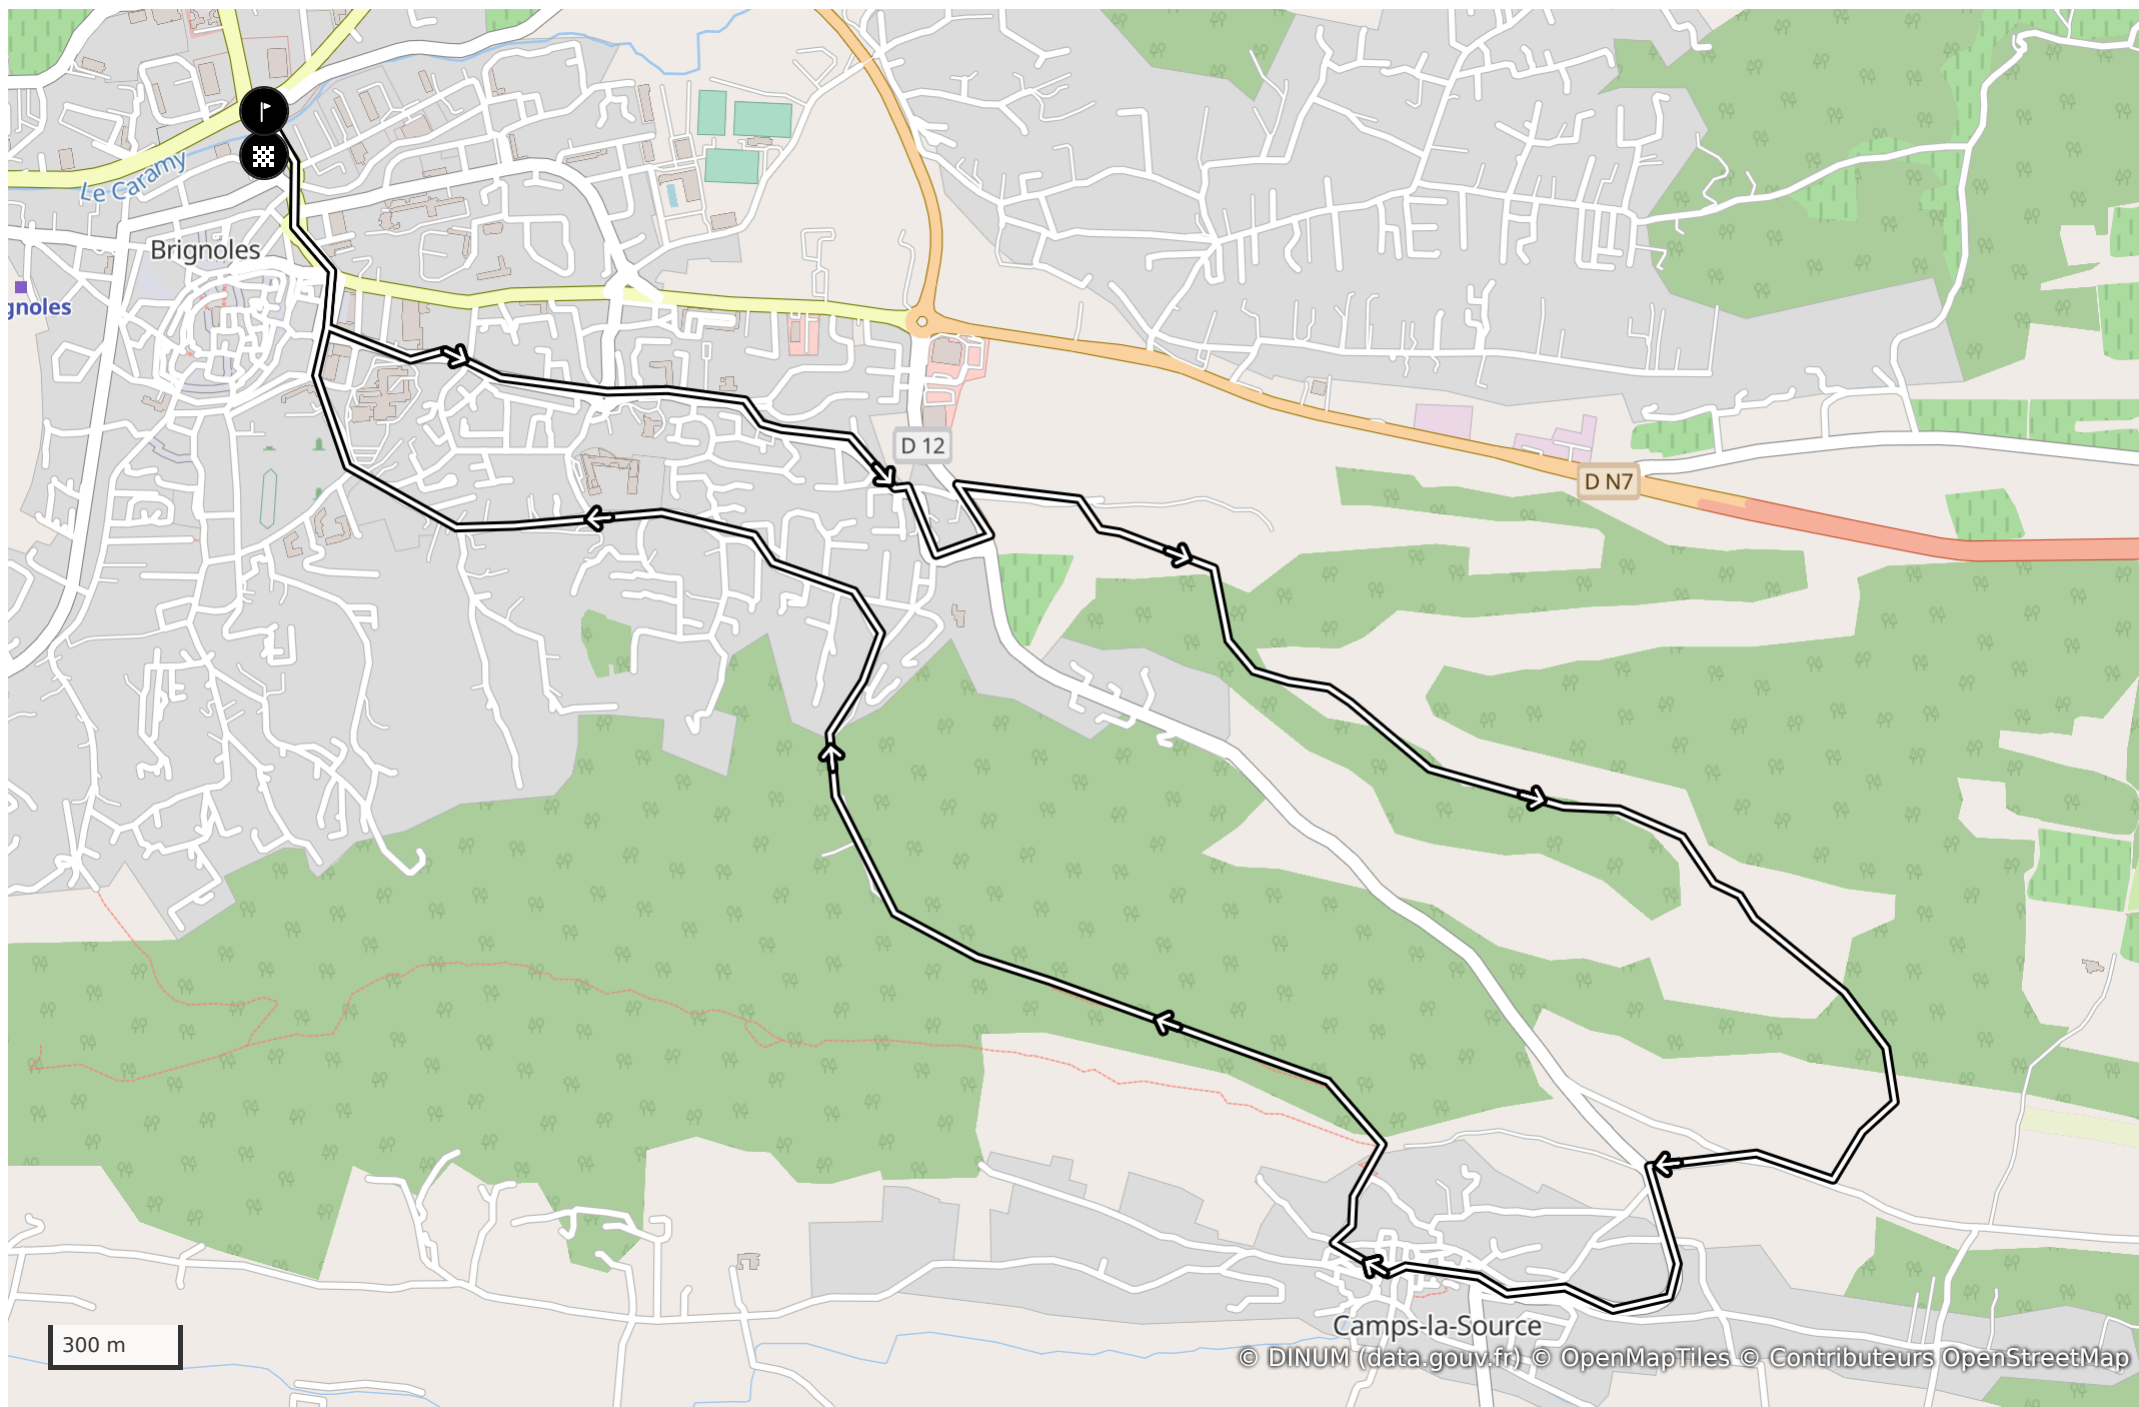 Le Caramy
Brignoles
gnoles
D 12
D N7
Camps-la-Source
300 m
© DINUM (data.gouv.fr) © OpenMapTiles © Contributeurs OpenStreetMap